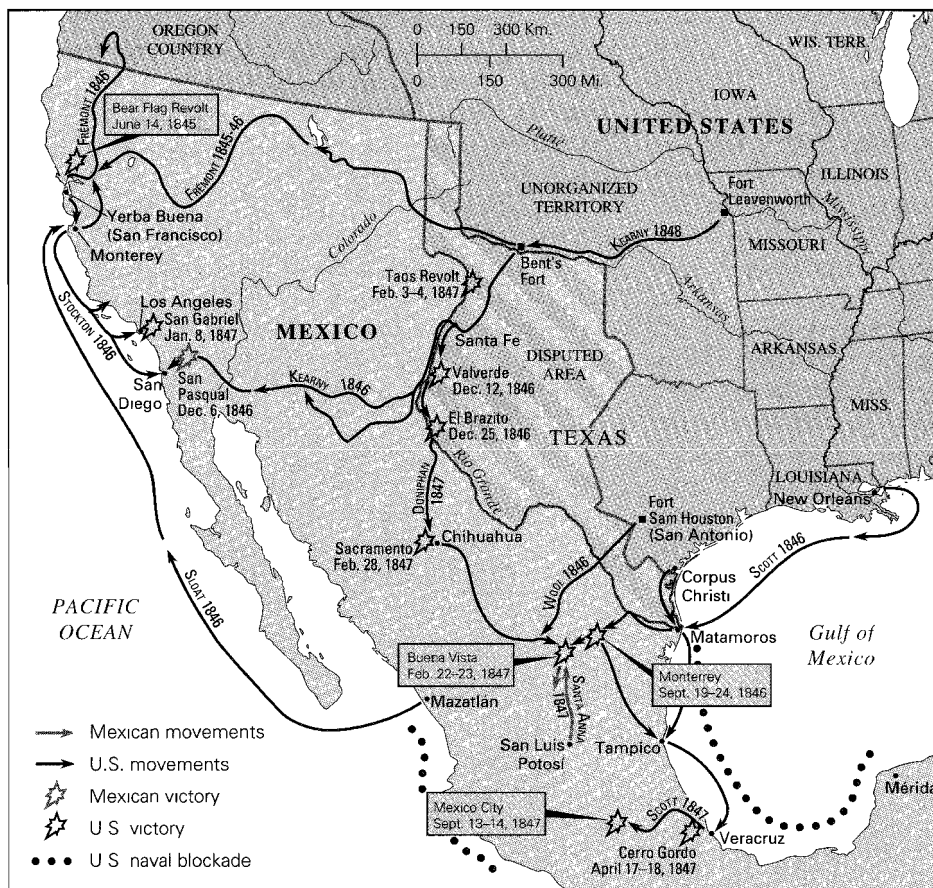 OREGON
COUNTRY
0 150 300 Km.
0 150 300 Mi.
WIS. TERR.
IOWA
UNITED STATES
Platte
UNORGANIZED
TERRITORY
Fort
Leavenworth
ILLINOIS
Mississippi
MISSOURI
KEARNY 1848
Bent's
Fort
Arkansas
ARKANSAS
MISS.
LOUISIANA
New Orleans
FREMONT 1846
Bear Flag Revolt
June 14, 1845
FREMONT 1845-46
Yerba Buena
(San Francisco)
Monterey
Colorado
Taos Revolt
Feb. 3–4, 1847
STOCKTON 1846
Los Angeles
San Gabriel
Jan. 8, 1847
MEXICO
Santa Fe
DISPUTED
AREA
Valverde
Dec. 12, 1846
San
Diego
San
Pasqual
Dec. 6, 1846
KEARNY 1846
El Brazito
Dec. 25, 1846
TEXAS
Rio Grande
DONIPHAN
1847
Chihuahua
Sacramento
Feb. 28, 1847
Fort
Sam Houston
(San Antonio)
WOOL 1846
SCOTT 1846
Corpus
Christi
SLOAT 1846
PACIFIC
OCEAN
Matamoros
Gulf of
Mexico
Buena Vista
Feb. 22–23, 1847
Monterrey
Sept. 19–24, 1846
Mazatlán
SANTA ANNA
1847
San Luis
Potosí
Tampico
Mérida
Mexico City
Sept. 13–14, 1847
SCOTT 1847
Veracruz
Cerro Gordo
April 17–18, 1847
Mexican movements
U.S. movements
Mexican victory
U S victory
U S naval blockade